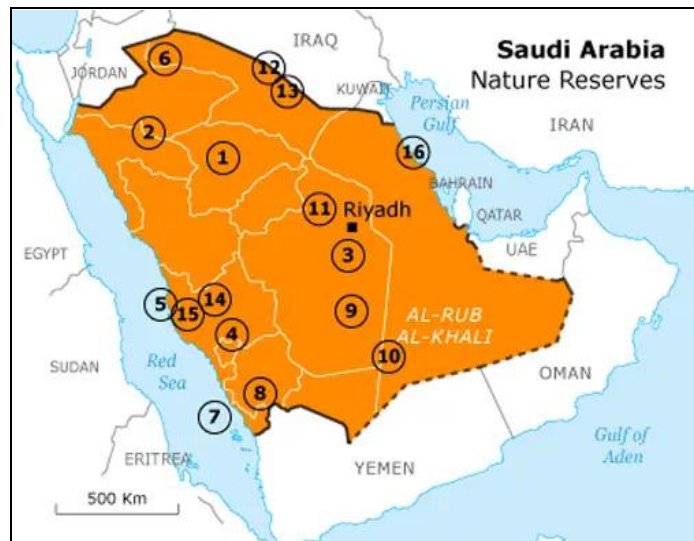 Saudi Arabia
Nature Reserves
IRAQ
JORDAN
KUWAIT
Persian
Gulf
IRAN
6
12
13
2
1
16
BAHRAIN
11
Riyadh
QATAR
EGYPT
3
UAE
5
15
14
9
4
AL-RUB
AL-KHALI
10
SUDAN
Red
Sea
OMAN
8
7
Gulf of
Aden
ERITREA
YEMEN
500 Km